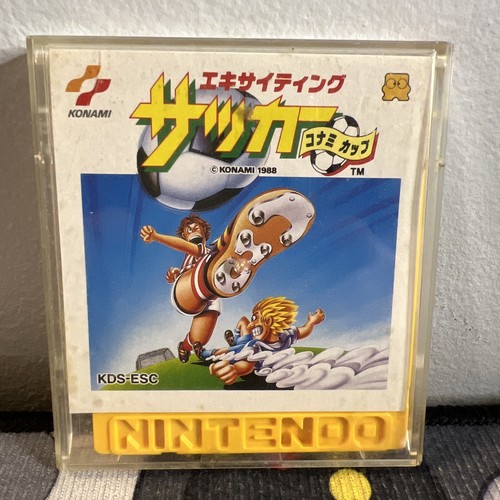 エキサイティング
KONAMI
サッカー
コナミ カップ
© KONAMI 1988
TM
KDS-ESC
NINTENDO